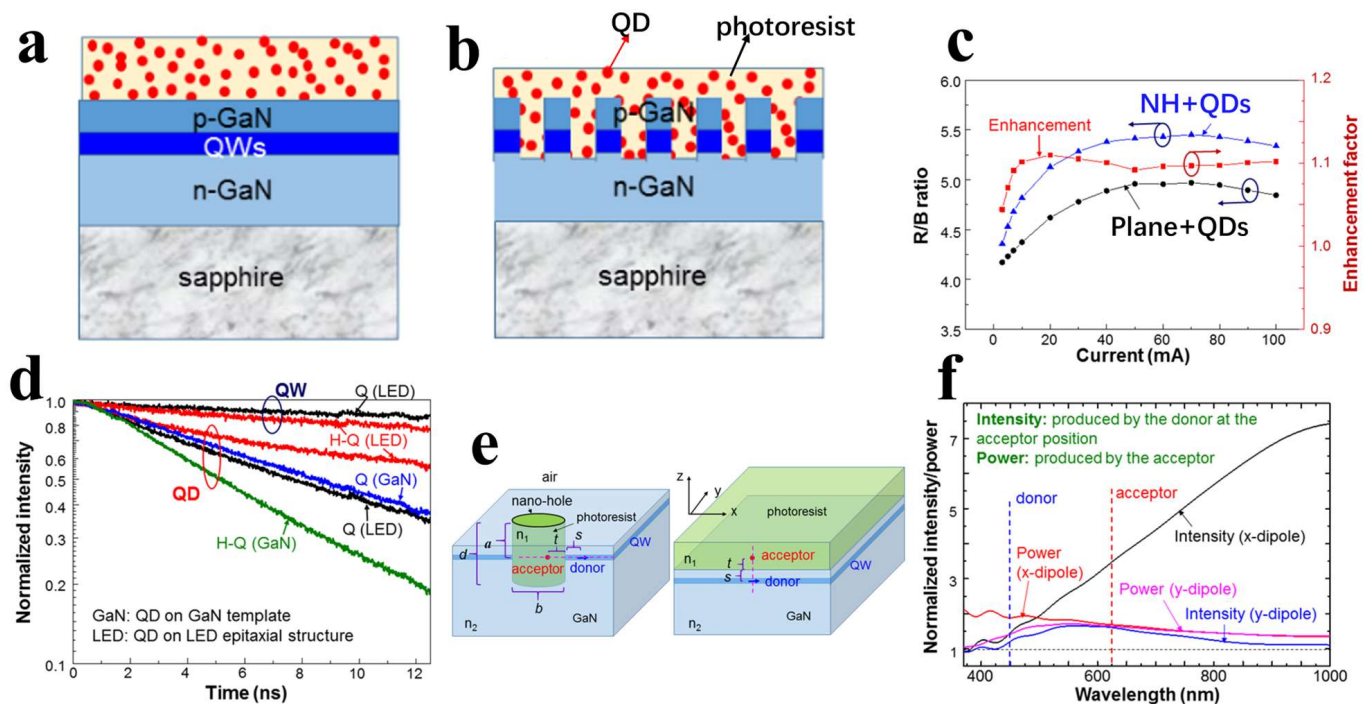 a
p-GaN
QWs
n-GaN
sapphire
b
QD
photoresist
p-GaN
n-GaN
sapphire
c
6.0
5.5
5.0
4.5
4.0
3.5
R/B ratio
0
20
40
60
80
100
Current (mA)
1.2
1.1
1.0
0.9
Enhancement factor
NH+QDs
Enhancement
Plane+QDs
d
1.0
0.8
0.6
0.5
0.4
0.3
0.2
0.1
Normalized intensity
0
2
4
6
8
10
12
Time (ns)
QW
Q (LED)
H-Q (LED)
Q (GaN)
QD
Q (LED)
H-Q (GaN)
GaN: QD on GaN template
LED: QD on LED epitaxial structure
e
air
nano-hole
photoresist
n1
d
a
t
s
QW
acceptor
donor
b
GaN
n2
z
y
x
photoresist
n1
t
acceptor
s
donor
QW
GaN
n2
f
Intensity: produced by the donor at the
acceptor position
Power: produced by the acceptor
donor
acceptor
Power
(x-dipole)
Intensity (x-dipole)
Power (y-dipole)
Intensity (y-dipole)
7
5
3
1
Normalized intensity/power
400
600
800
1000
Wavelength (nm)